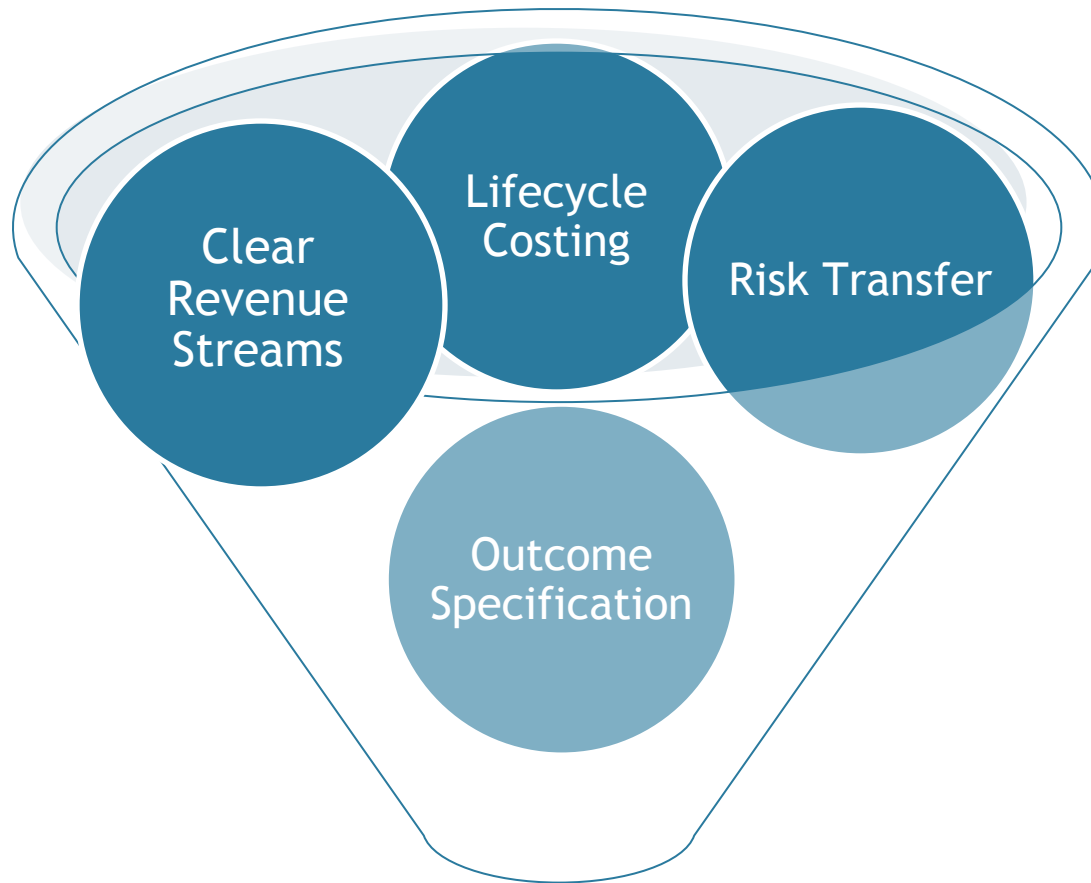 Clear
Revenue
Streams
Lifecycle
Costing
Risk Transfer
Outcome
Specification